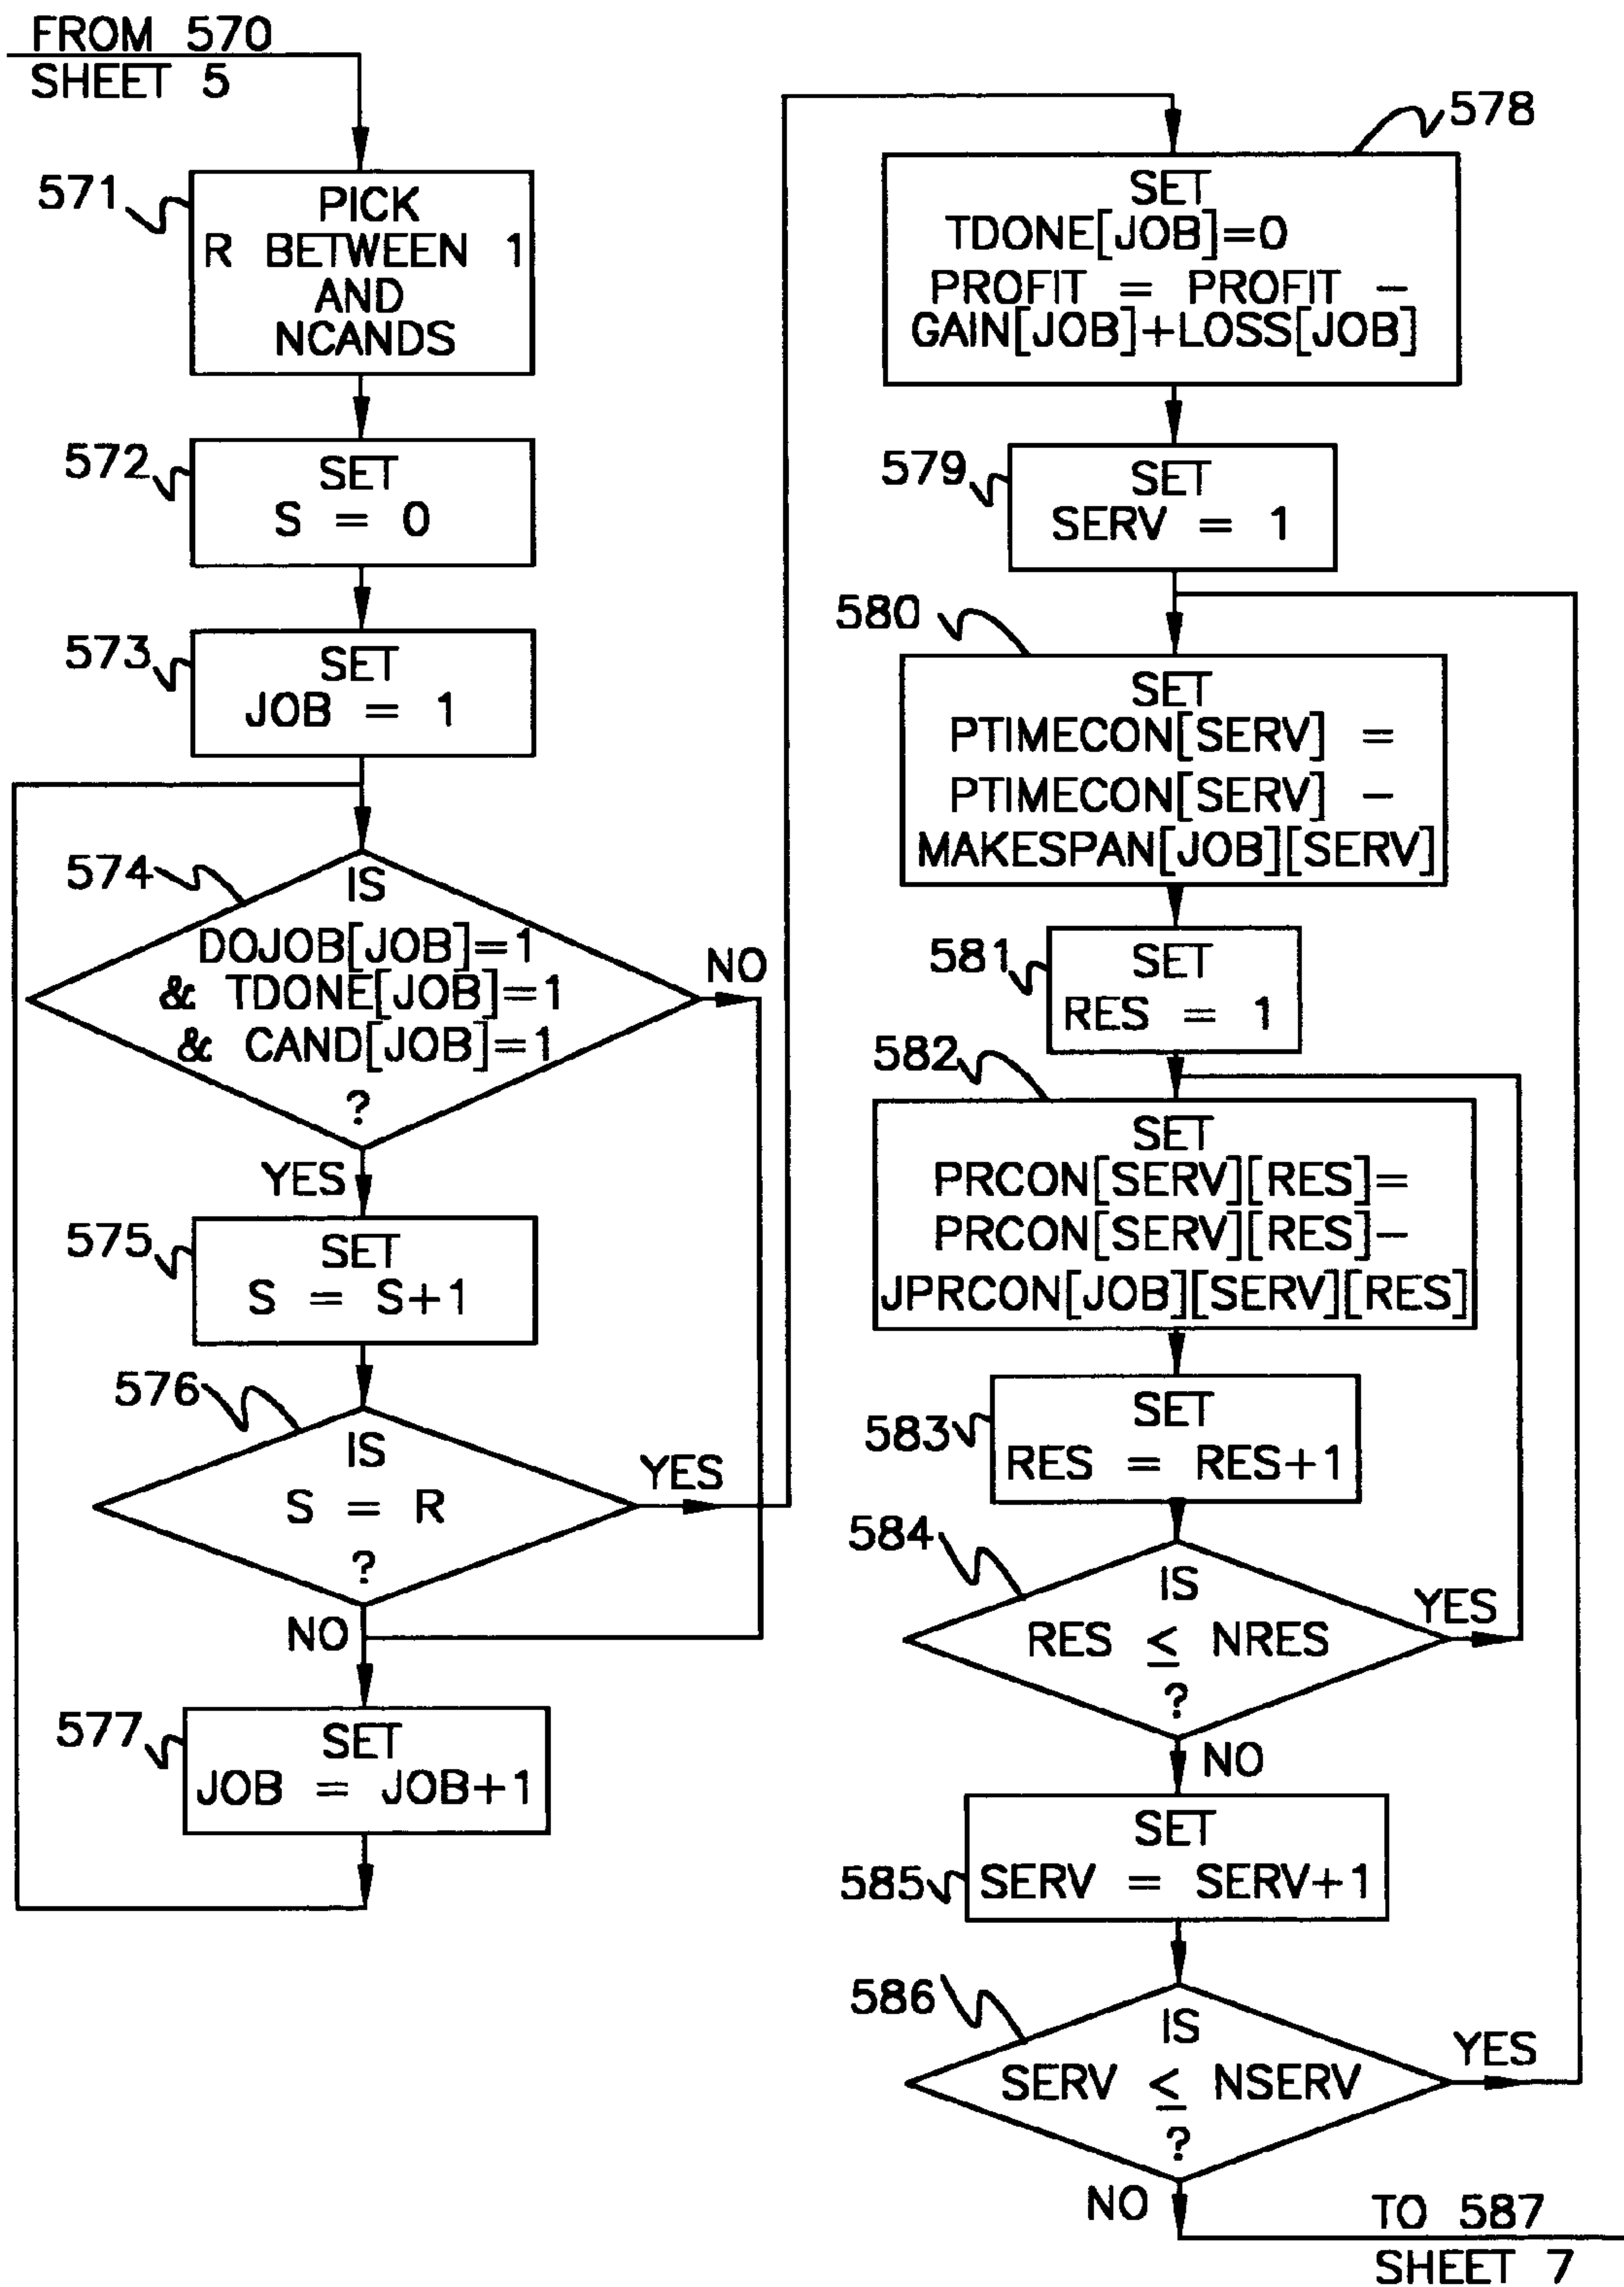 FROM 570
SHEET 5
571
PICK
R BETWEEN 1
AND
NCANDS
572
SET
S = 0
573
SET
JOB = 1
574
IS
DOJOB[JOB]=1
& TDONE[JOB]=1
& CAND[JOB]=1
?
NO
YES
575
SET
S = S+1
576
IS
S = R
?
YES
NO
577
SET
JOB = JOB+1
578
SET
TDONE[JOB]=0
PROFIT = PROFIT -
GAIN[JOB]+LOSS[JOB]
579
SET
SERV = 1
580
SET
PTIMECON[SERV] =
PTIMECON[SERV] -
MAKESPAN[JOB][SERV]
581
SET
RES = 1
582
SET
PRCON[SERV][RES]=
PRCON[SERV][RES]-
JPRCON[JOB][SERV][RES]
583
SET
RES = RES+1
584
IS
RES ≤ NRES
?
YES
NO
585
SET
SERV = SERV+1
586
IS
SERV ≤ NSERV
?
YES
NO
TO 587
SHEET 7